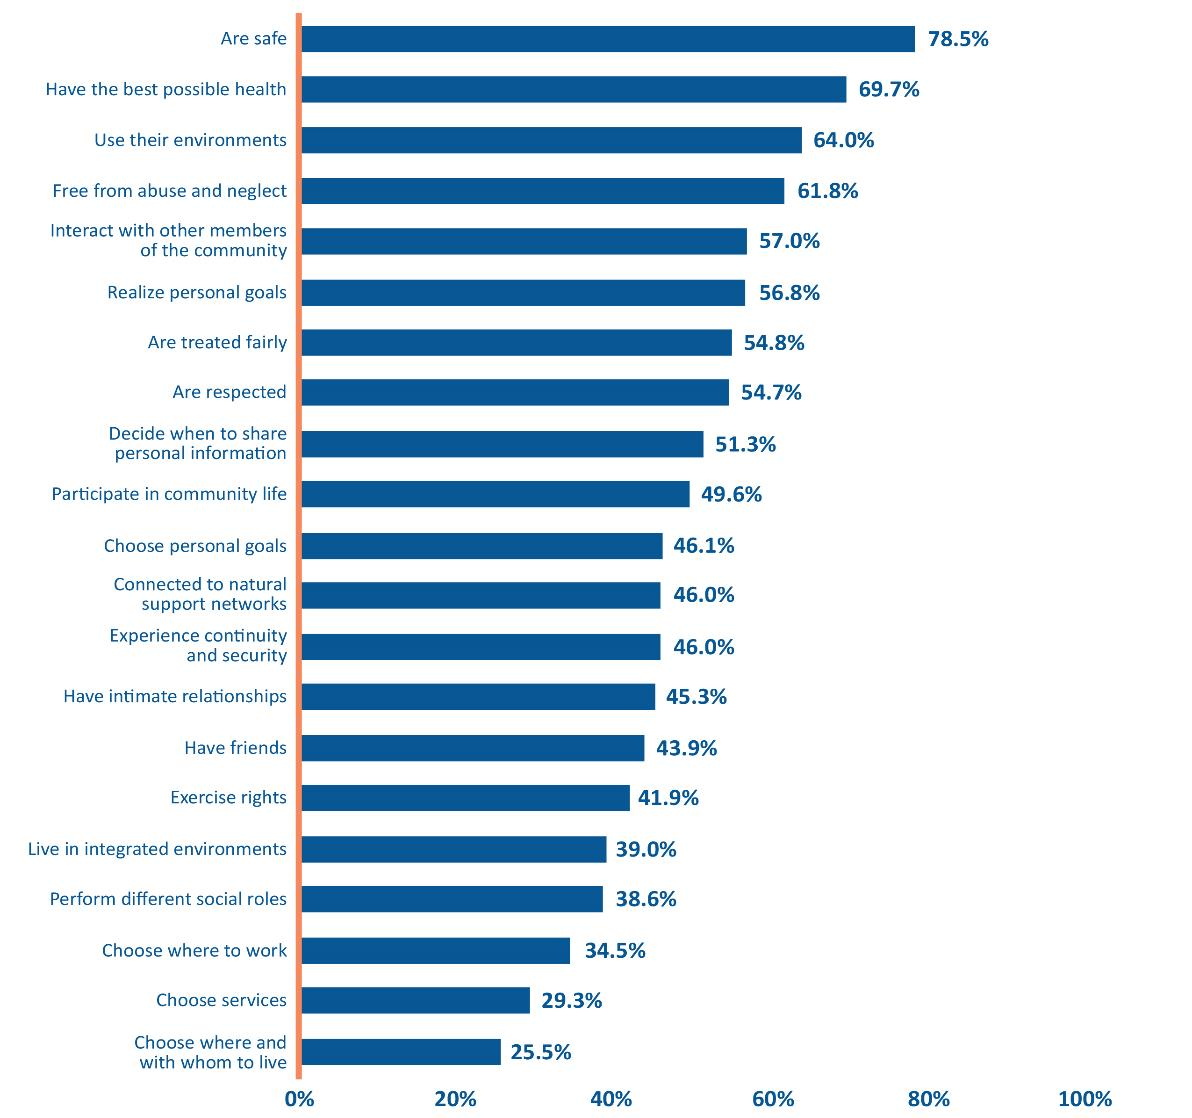 Are safe 78.5%
Have the best possible health 69.7%
Use their environments 64.0%
Free from abuse and neglect 61.8%
Interact with other members
of the community 57.0%
Realize personal goals 56.8%
Are treated fairly 54.8%
Are respected 54.7%
Decide when to share
personal information 51.3%
Participate in community life 49.6%
Choose personal goals 46.1%
Connected to natural
support networks 46.0%
Experience continuity
and security 46.0%
Have intimate relationships 45.3%
Have friends 43.9%
Exercise rights 41.9%
Live in integrated environments 39.0%
Perform different social roles 38.6%
Choose where to work 34.5%
Choose services 29.3%
Choose where and
with whom to live 25.5%
0% 20% 40% 60% 80% 100%